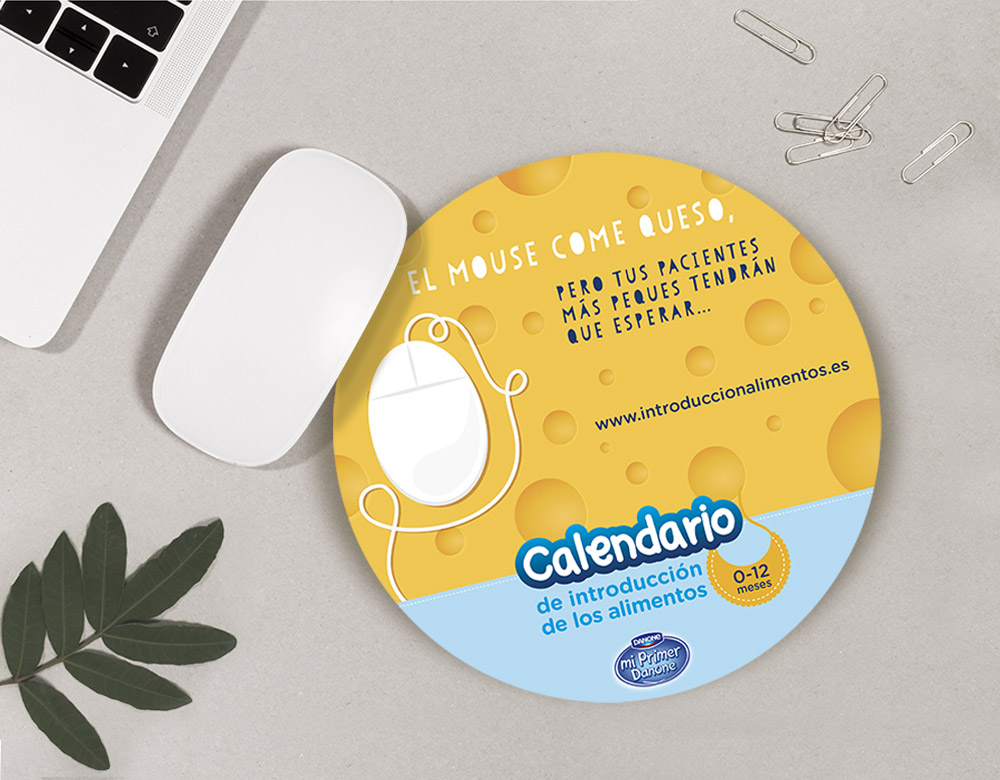 EL MOUSE COME QUESO,
PERO TUS PACIENTES
MÁS PEQUES TENDRÁN
QUE ESPERAR...
www.introduccionalimentos.es
Calendario
de introducción
de los alimentos
0-12
meses
DANONE
mi Primer
Danone